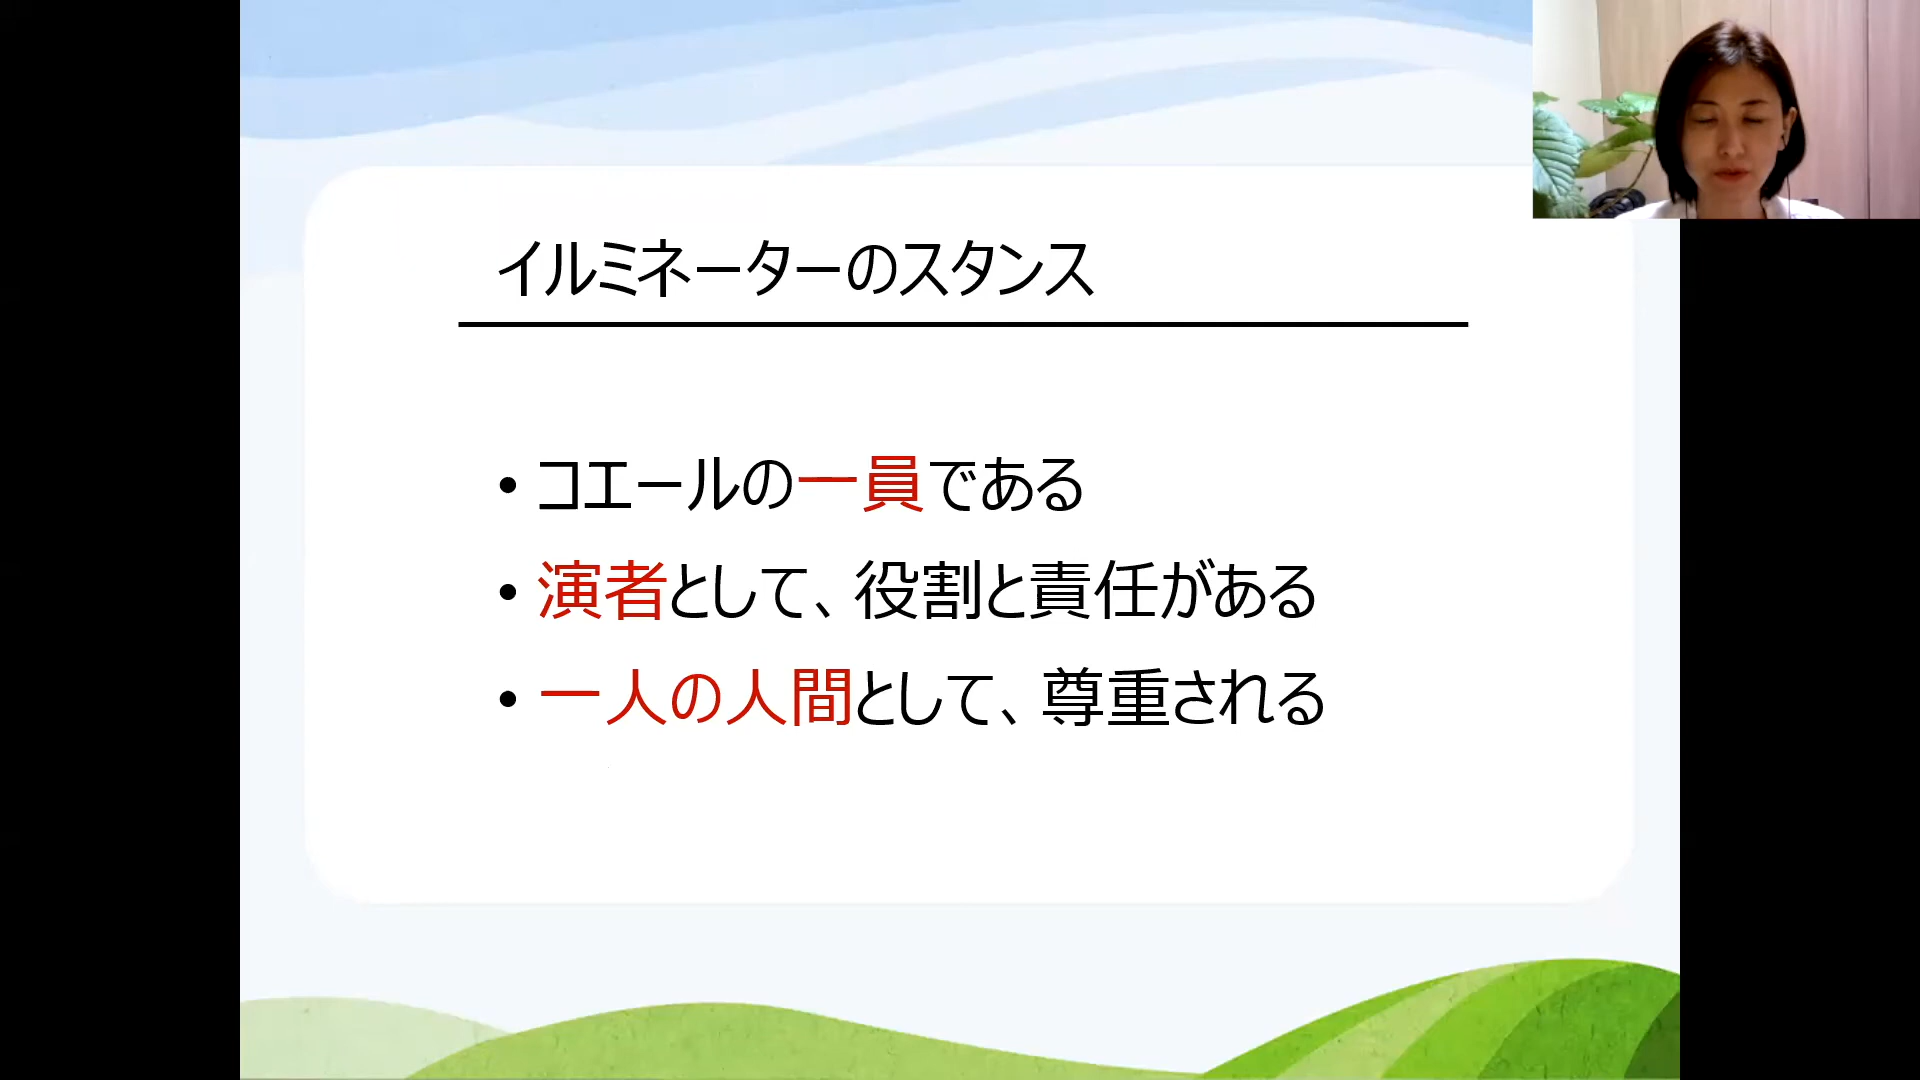 イルミネーターのスタンス
• コエールの一員である
• 演者として、役割と責任がある
• 一人の人間として、尊重される